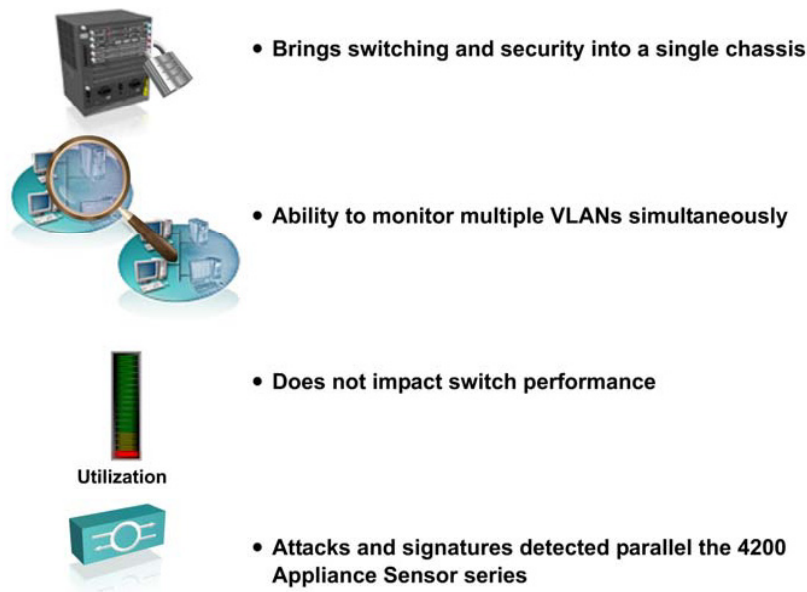 • Brings switching and security into a single chassis
• Ability to monitor multiple VLANs simultaneously
• Does not impact switch performance
Utilization
• Attacks and signatures detected parallel the 4200
Appliance Sensor series